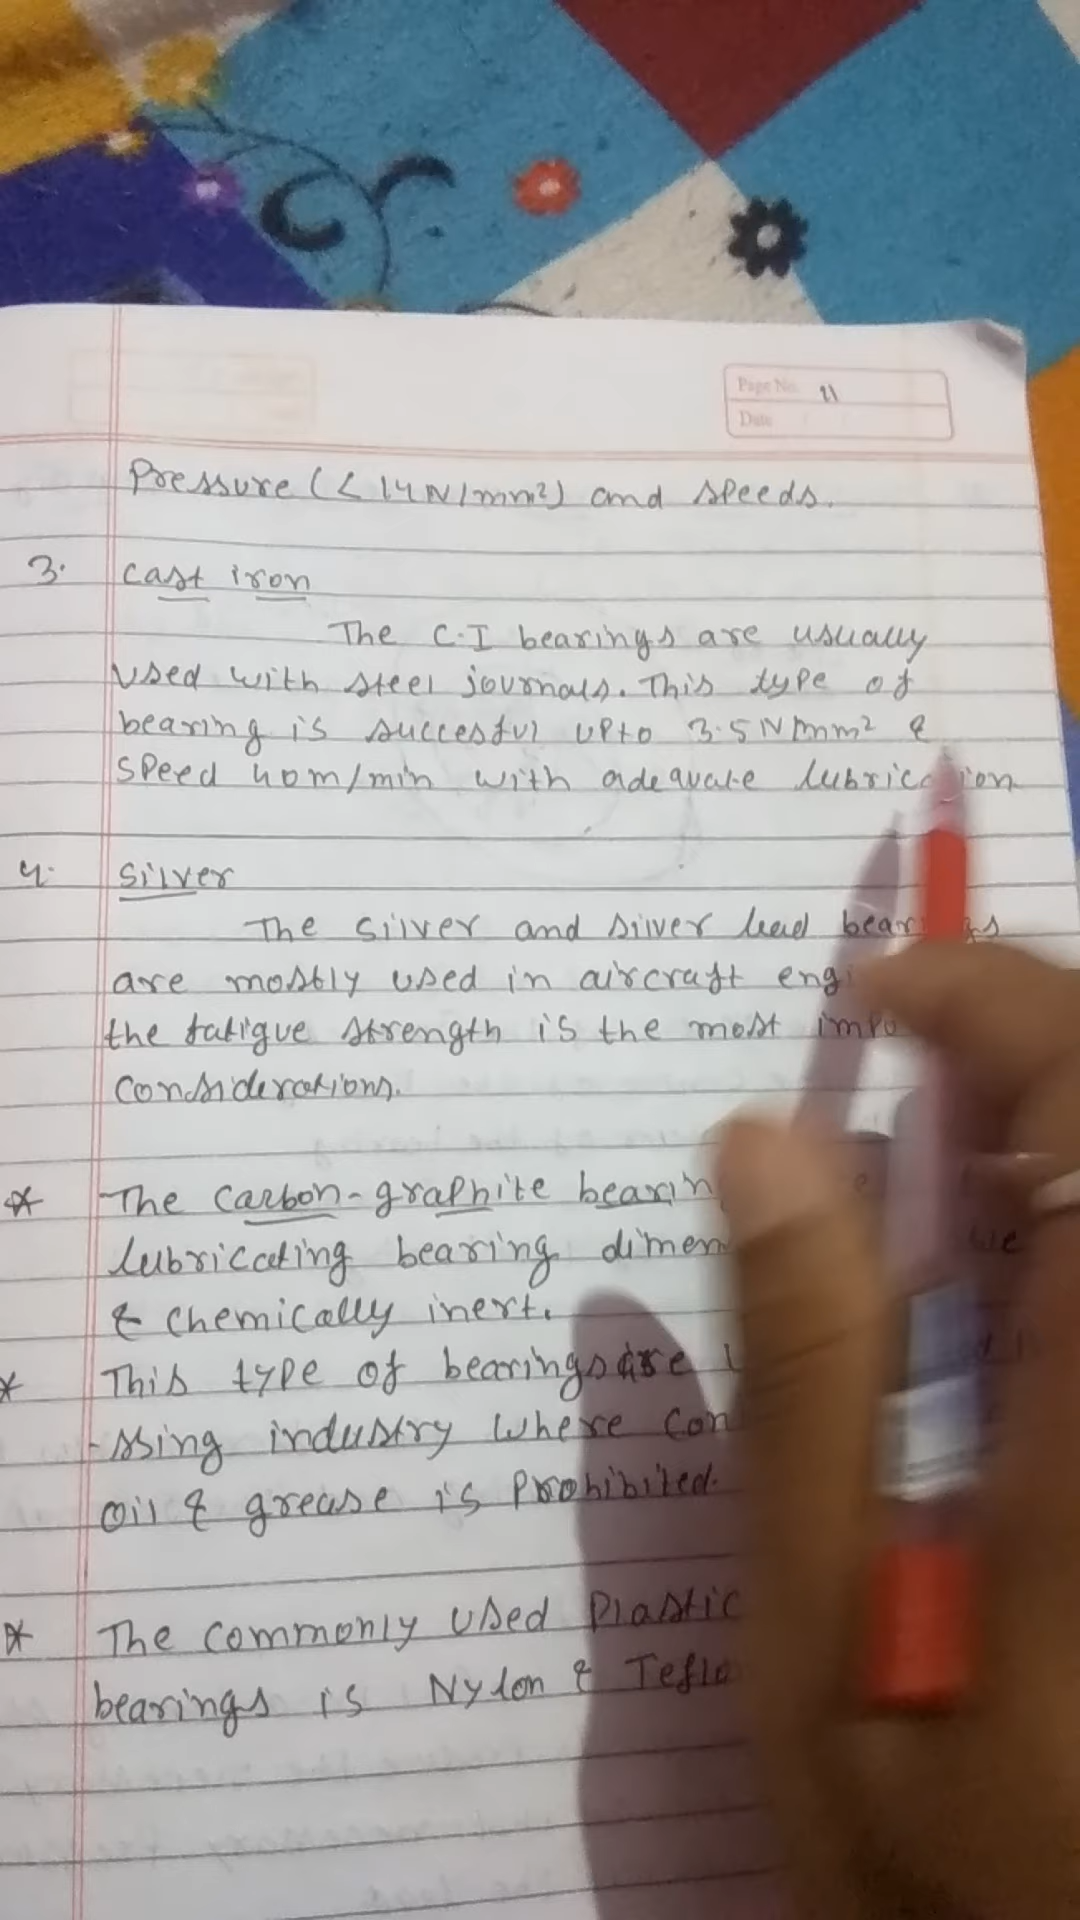 Page No. 21
Date
Pressure (< 14 N/mm²) and speeds.
3. cast iron
The C.I bearings are usually
used with steel journals. This type of
bearing is succesful upto 3.5 N/mm² &
speed 40m/min with adequate lubrication
4. Silver
The silver and silver lead bearings
are mostly used in aircraft
the fatigue strength is the most
considerations.
* The carbon-graphite
lubricating bearing
& chemically inert.
* This type of bearings are
-ssing industry where
oil & grease is prohibited.
* The commonly used Plastic
bearings is Nylon &